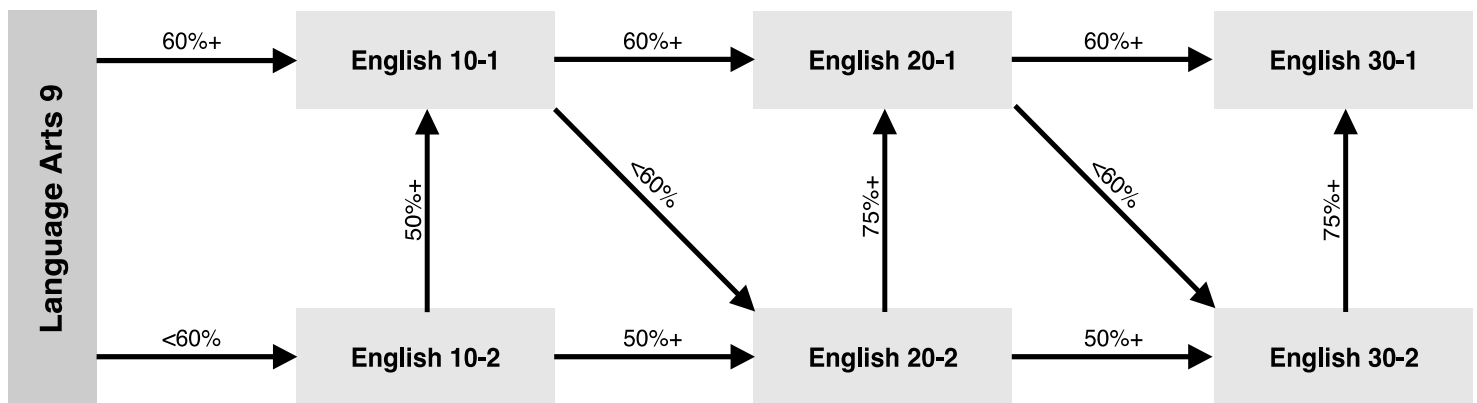 Language Arts 9
60%+
English 10-1
60%+
English 20-1
60%+
English 30-1
50%+
<60%
75%+
<60%
75%+
<60%
English 10-2
50%+
English 20-2
50%+
English 30-2